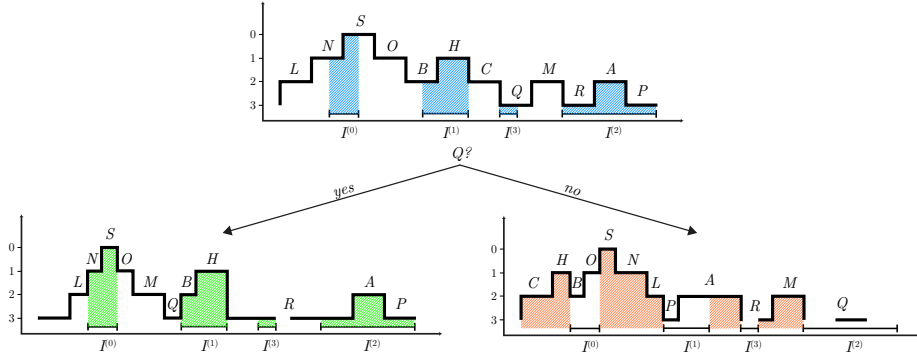 S
0
N O
1
H
L B C M A
2
Q R P
3
I^(0) I^(1) I^(3) I^(2)
Q?
yes
no
S
0
N O H
1
L M B A
2
Q R P
3
I^(0) I^(1) I^(3) I^(2)
S
0
H O N
1
C B L A M
2
P R Q
3
I^(0) I^(1) I^(3) I^(2)